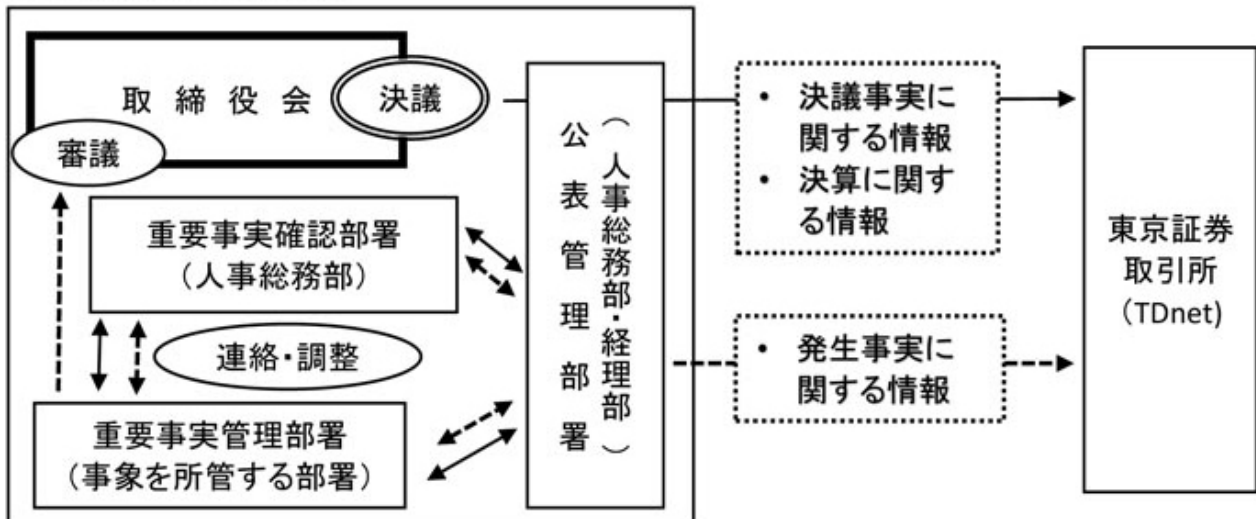 取締役会
決議
審議
重要事実確認部署
（人事総務部）
連絡・調整
重要事実管理部署
（事象を所管する部署）
公表管理部署
（人事総務部・経理部）
• 決議事実に
関する情報
• 決算に関す
る情報
• 発生事実に
関する情報
東京証券
取引所
(TDnet)